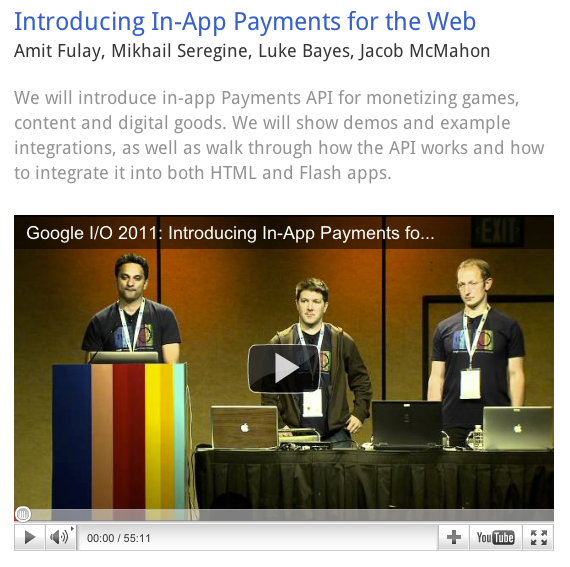 Introducing In-App Payments for the Web
Amit Fulay, Mikhail Seregine, Luke Bayes, Jacob McMahon
We will introduce in-app Payments API for monetizing games,
content and digital goods. We will show demos and example
integrations, as well as walk through how the API works and how
to integrate it into both HTML and Flash apps.
Google I/O 2011: Introducing In-App Payments fo...
EXIT
00:00 / 55:11
YouTube